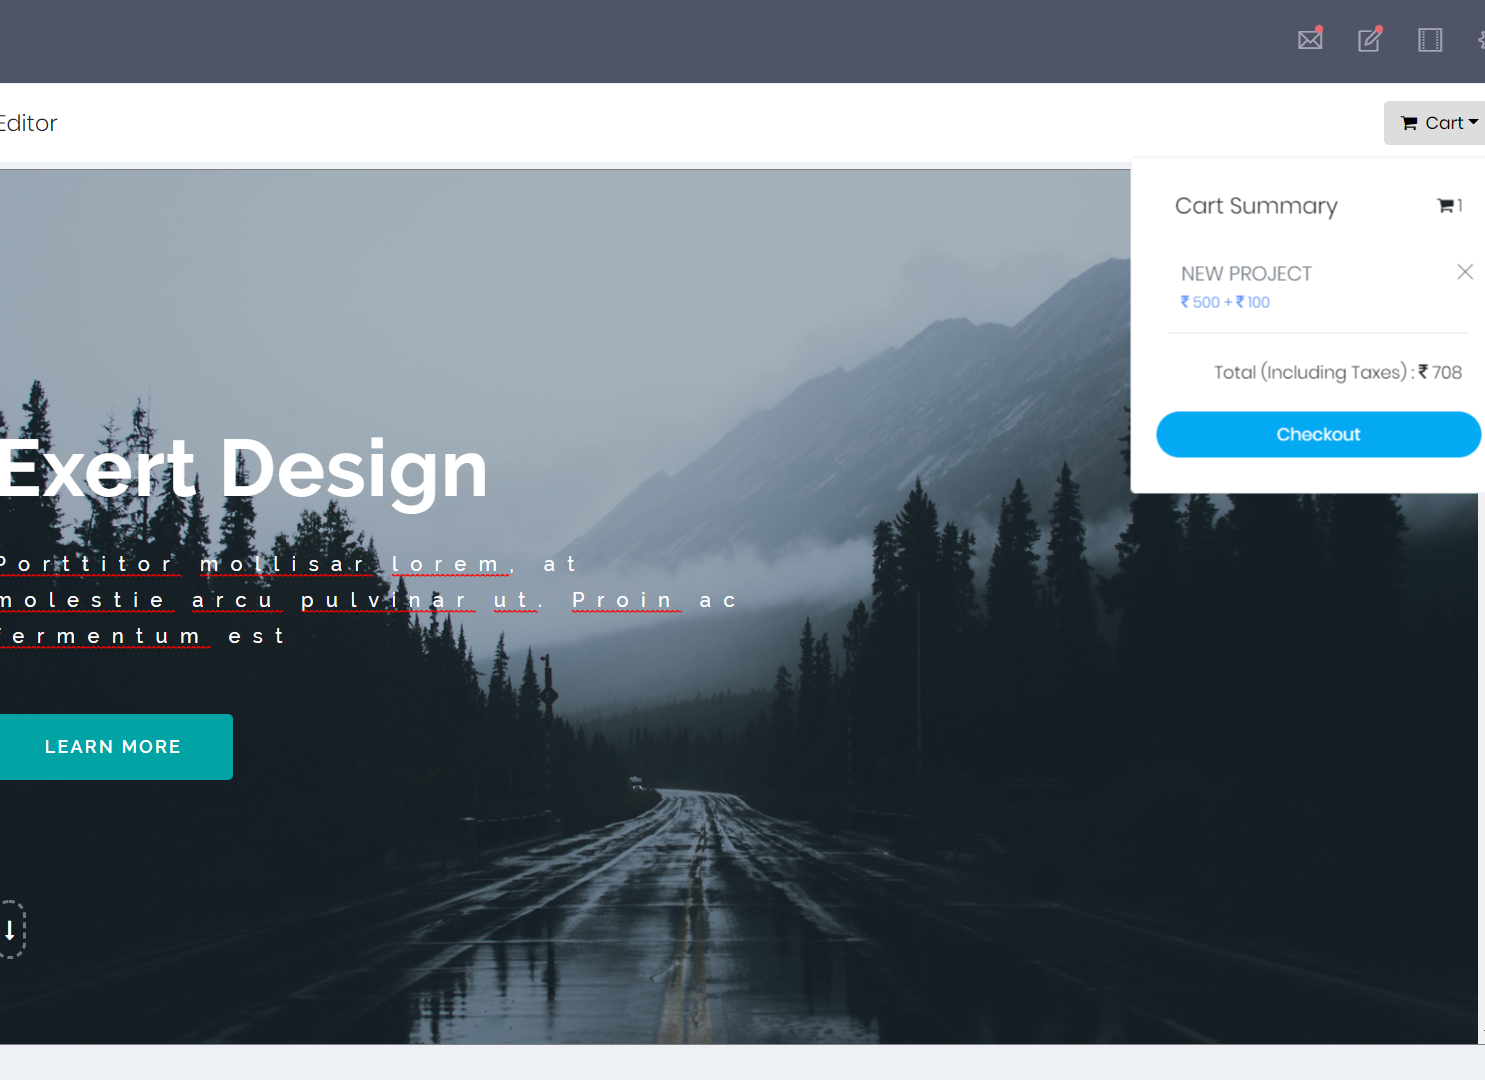 Editor
Cart
Cart Summary
1
NEW PROJECT
₹ 500 + ₹ 100
Total (Including Taxes) : ₹ 708
Checkout
Exert Design
Porttitor mollisar lorem, at
molestie arcu pulvinar ut. Proin ac
fermentum est
LEARN MORE